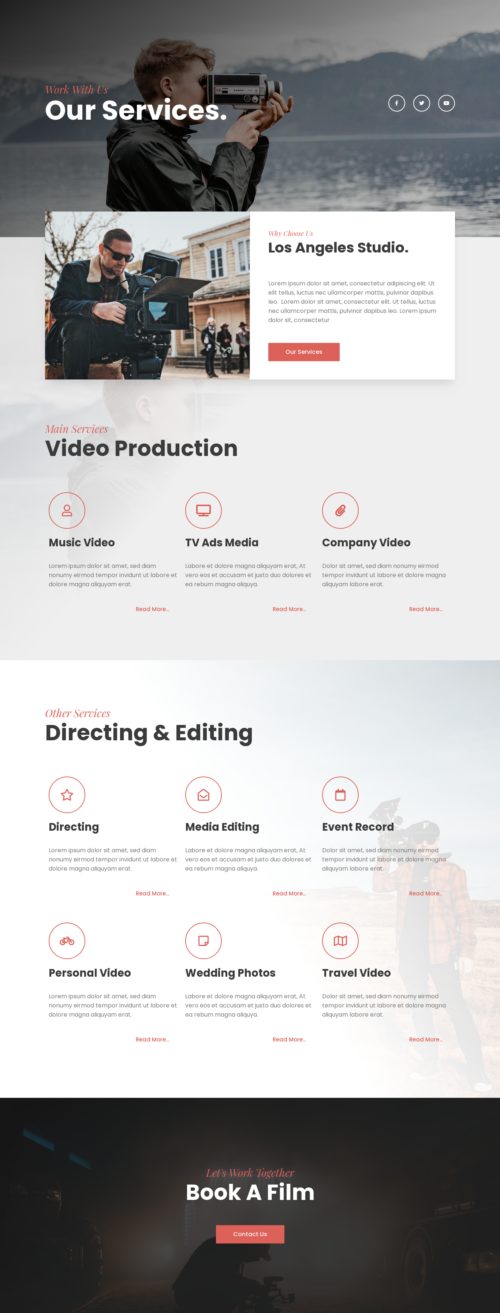 Work With Us
Our Services.
Why Choose Us
Los Angeles Studio.
Lorem ipsum dolor sit amet, consectetur adipiscing elit. Ut
elit tellus, luctus nec ullamcorper mattis, pulvinar dapibus
leo. Lorem dolor sit amet, consectetur elit. Ut tellus, luctus
om ullamcorper mattis, pulvinar dapibus leo. Lorem ipsum
dolor sit, consectetur
Our Services
Main Services
Video Production
Music Video
Lorem ipsum dolor sit amet, sed diam
nonumy eirmod tempor invidunt ut labore et
dolore magna aliquyam erat.
Read More..
TV Ads Media
Labore et dolore magna aliquyam erat, At
vero eos et accusam et justo duo dolores et
ea rebum magna aliquya.
Read More..
Company Video
Dolor sit amet, sed diam nonumy eirmod
tempor invidunt ut labore et dolore magna
aliquyam labore erat.
Read More..
Other Services
Directing & Editing
Directing
Lorem ipsum dolor sit amet, sed diam
nonumy eirmod tempor invidunt ut labore et
dolore magna aliquyam erat.
Read More..
Media Editing
Labore et dolore magna aliquyam erat, At
vero eos et accusam et justo duo dolores et
ea rebum magna aliquya.
Read More..
Event Record
Dolor sit amet, sed diam nonumy eirmod
tempor invidunt ut labore et dolore magna
aliquyam labore erat.
Read More..
Personal Video
Lorem ipsum dolor sit amet, sed diam
nonumy eirmod tempor invidunt ut labore et
dolore magna aliquyam erat.
Read More..
Wedding Photos
Labore et dolore magna aliquyam erat, At
vero eos et accusam et justo duo dolores et
ea rebum magna aliquya.
Read More..
Travel Video
Dolor sit amet, sed diam nonumy eirmod
tempor invidunt ut labore et dolore magna
aliquyam labore erat.
Read More..
Let's Work Together
Book A Film
Contact Us